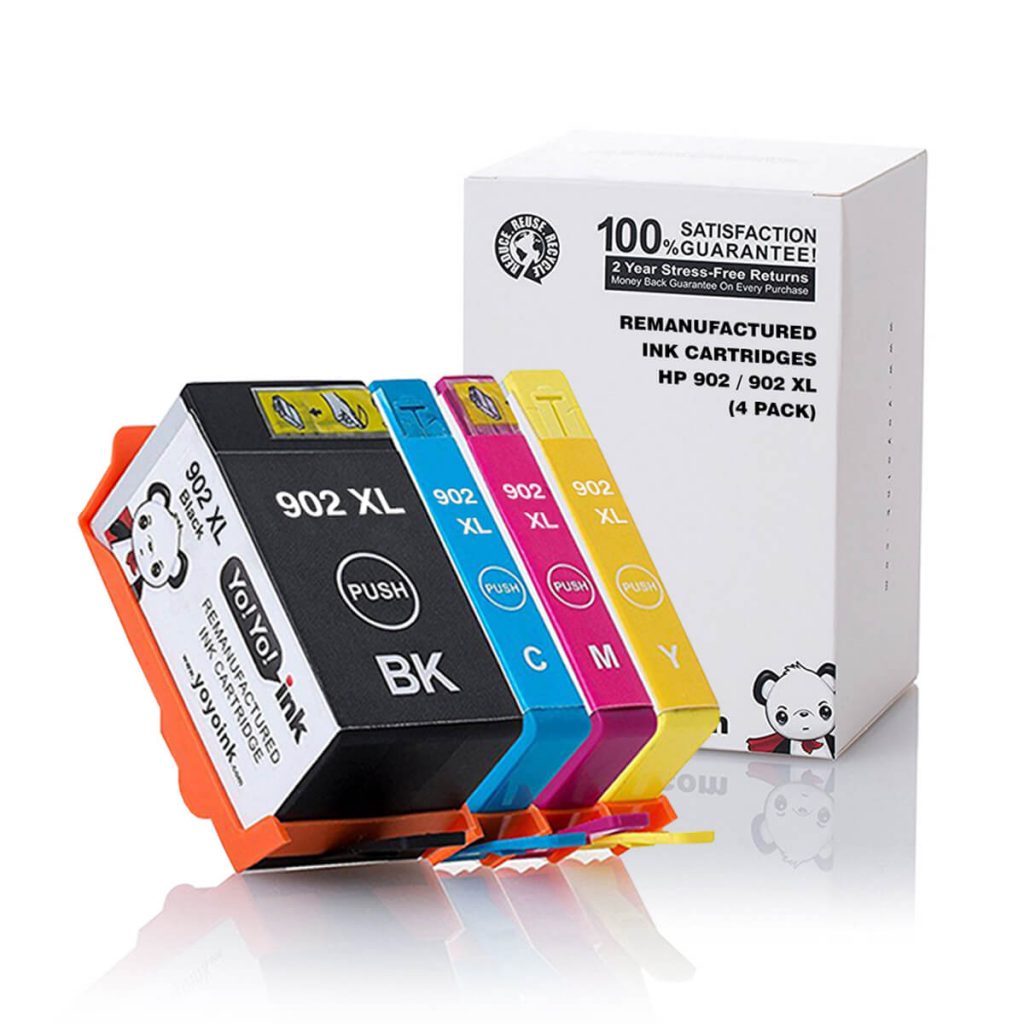 REDUCE. REUSE. RECYCLE
100% SATISFACTION
GUARANTEE!
2 Year Stress-Free Returns
Money Back Guarantee On Every Purchase
REMANUFACTURED
INK CARTRIDGES
HP 902 / 902 XL
(4 PACK)
902 XL
Black
Yo!Yo! ink
REMANUFACTURED
INK CARTRIDGE
www.yoyoink.com
902 XL
PUSH
BK
902
XL
PUSH
C
902
XL
PUSH
M
902
XL
PUSH
Y